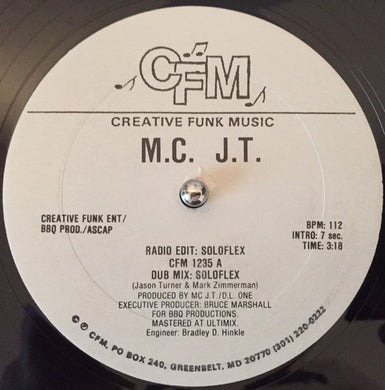 CFM
CREATIVE FUNK MUSIC
M.C. J.T.
CREATIVE FUNK ENT/
BBQ PROD./ASCAP
BPM: 112
INTRO: 7 sec.
TIME: 3:18
RADIO EDIT: SOLOFLEX
CFM 1235 A
DUB MIX: SOLOFLEX
(Jason Turner & Mark Zimmerman)
PRODUCED BY MC J.T./D.L. ONE
EXECUTIVE PRODUCER: BRUCE MARSHALL
FOR BBQ PRODUCTIONS.
MASTERED AT ULTIMIX.
Engineer: Bradley D. Hinkle
© ℗ CFM. PO BOX 240, GREENBELT, MD 20770 (301) 220-0222